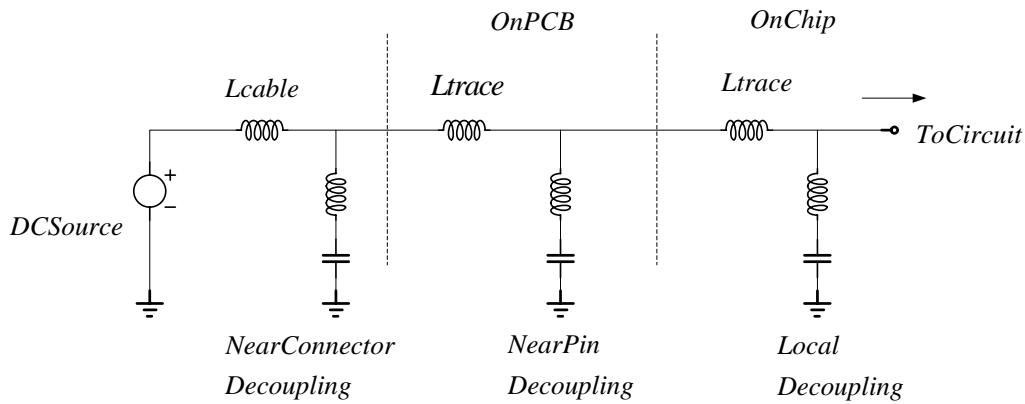 OnPCB
OnChip
Lcable
Ltrace
Ltrace
ToCircuit
+
−
DCSource
NearConnector
Decoupling
NearPin
Decoupling
Local
Decoupling